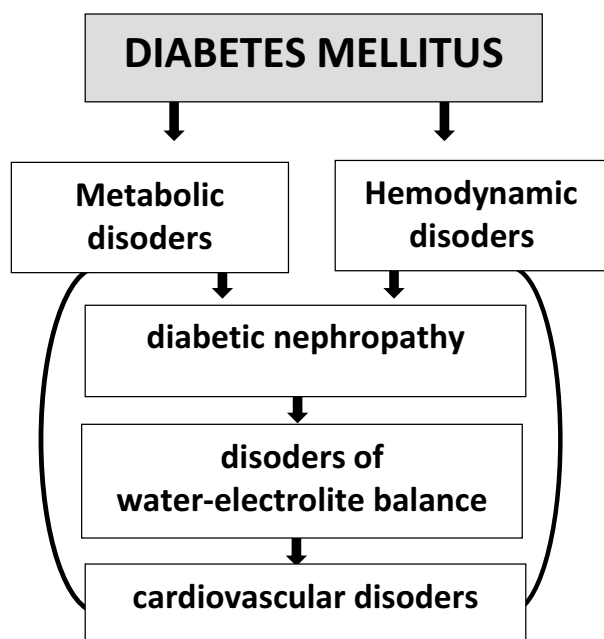 DIABETES MELLITUS
Metabolic
disoders
Hemodynamic
disoders
diabetic nephropathy
disoders of
water-electrolite balance
cardiovascular disoders